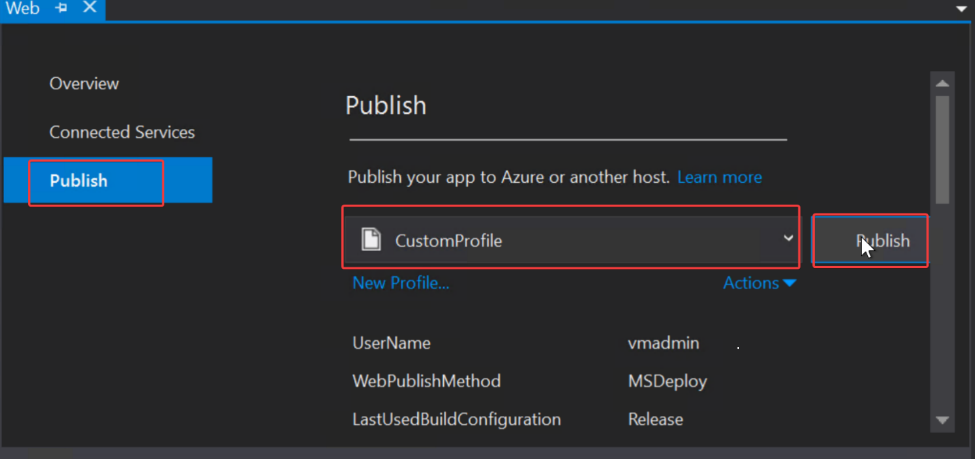 Web
Overview
Connected Services
Publish
Publish
Publish your app to Azure or another host. Learn more
CustomProfile
Publish
New Profile...
Actions
UserName vmadmin
WebPublishMethod MSDeploy
LastUsedBuildConfiguration Release